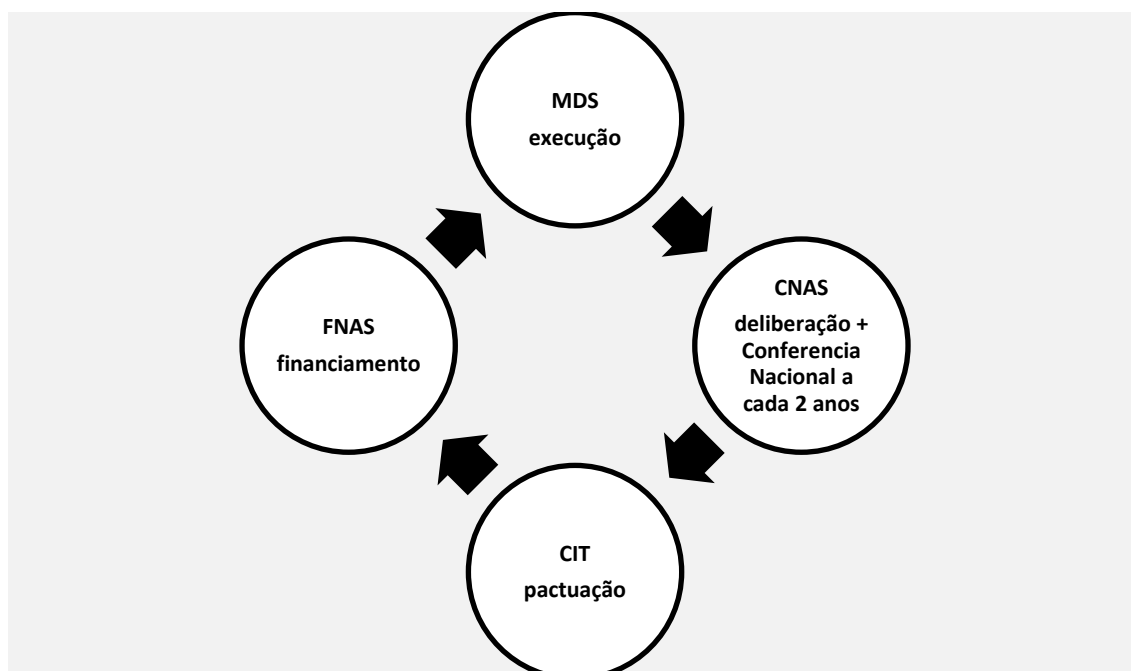 MDS
execução
CNAS
deliberação +
Conferencia
Nacional a
cada 2 anos
FNAS
financiamento
CIT
pactuação